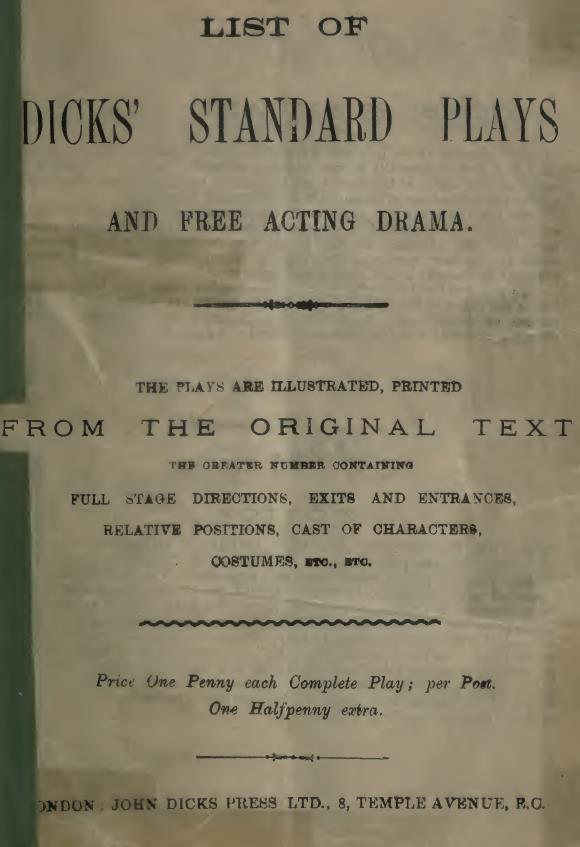 LIST OF
DICKS' STANDARD PLAYS
AND FREE ACTING DRAMA.
THE PLAYS ARE ILLUSTRATED, PRINTED
FROM THE ORIGINAL TEXT
THE GREATER NUMBER CONTAINING
FULL STAGE DIRECTIONS, EXITS AND ENTRANCES,
RELATIVE POSITIONS, CAST OF CHARACTERS,
COSTUMES, ETC., ETC.
Price One Penny each Complete Play; per Post.
One Halfpenny extra.
ONDON: JOHN DICKS PRESS LTD., 8, TEMPLE AVENUE, E.C.